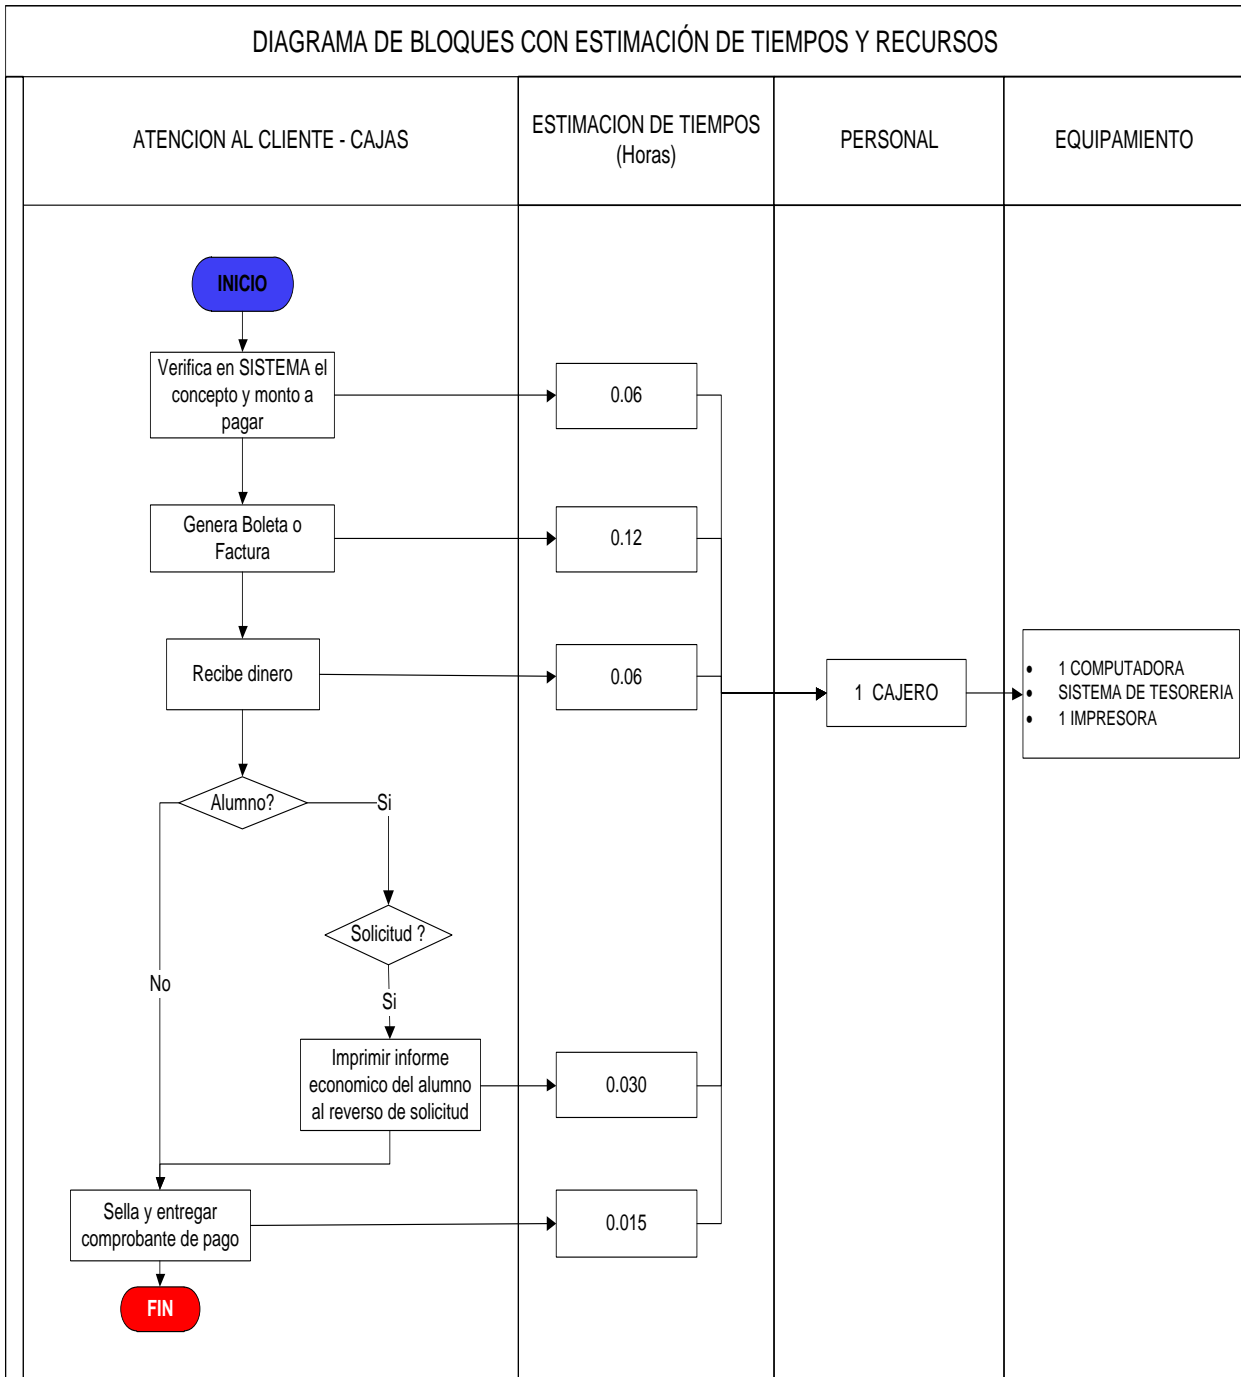 DIAGRAMA DE BLOQUES CON ESTIMACIÓN DE TIEMPOS Y RECURSOS
ATENCION AL CLIENTE - CAJAS
ESTIMACION DE TIEMPOS
(Horas)
PERSONAL
EQUIPAMIENTO
INICIO
Verifica en SISTEMA el
concepto y monto a
pagar
0.06
Genera Boleta o
Factura
0.12
Recibe dinero
0.06
1 CAJERO
• 1 COMPUTADORA
• SISTEMA DE TESORERIA
• 1 IMPRESORA
Alumno?
Si
Solicitud ?
No
Si
Imprimir informe
economico del alumno
al reverso de solicitud
0.030
Sella y entregar
comprobante de pago
0.015
FIN